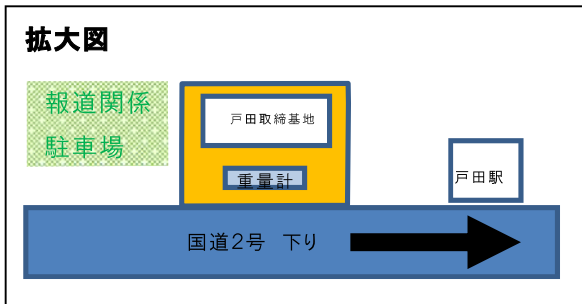 拡大図
報道関係
駐車場
戸田取締基地
重量計
戸田駅
国道2号 下り